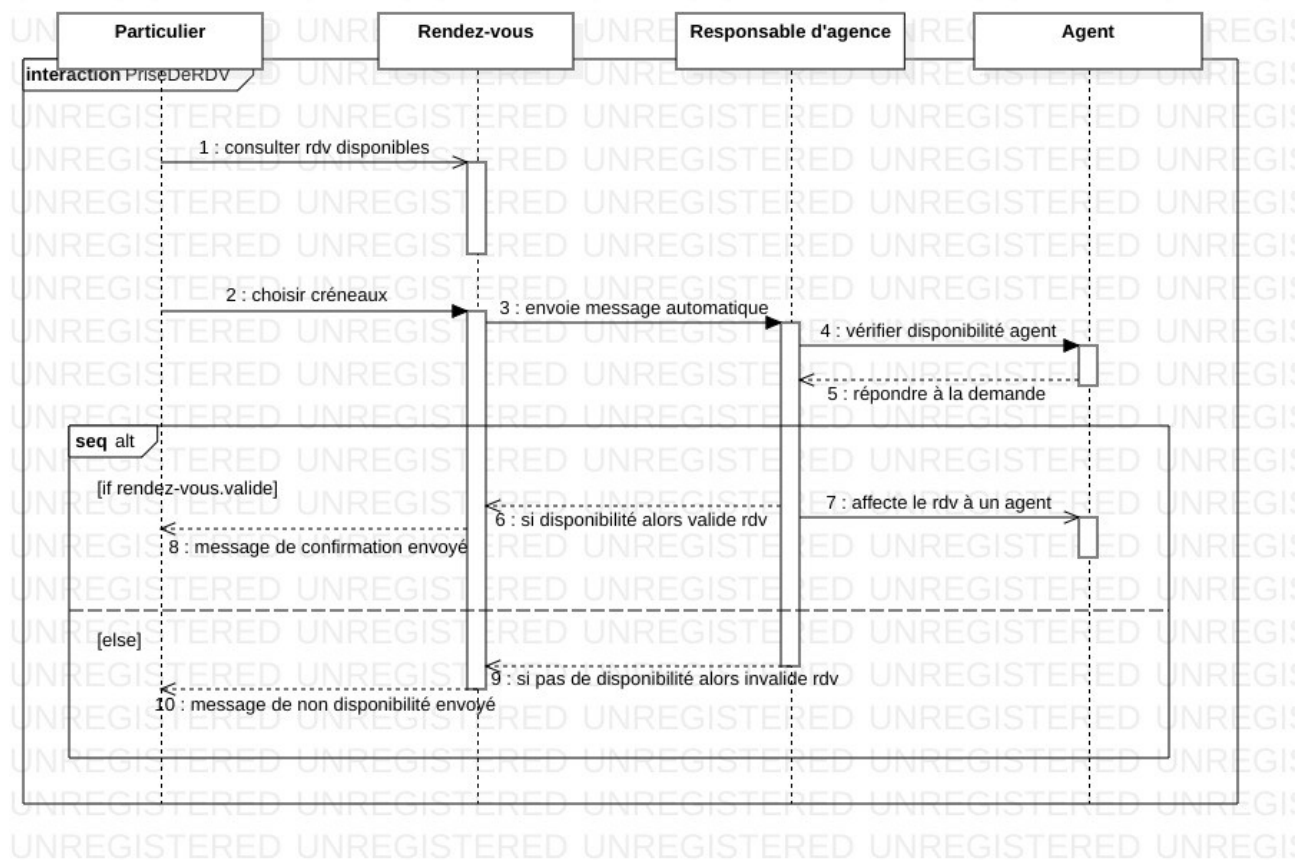 Particulier
Rendez-vous
Responsable d'agence
Agent
interaction PriseDeRDV
1 : consulter rdv disponibles
2 : choisir créneaux
3 : envoie message automatique
4 : vérifier disponibilité agent
5 : répondre à la demande
seq alt
[if rendez-vous.valide]
6 : si disponibilité alors valide rdv
7 : affecte le rdv à un agent
8 : message de confirmation envoyé
[else]
9 : si pas de disponibilité alors invalide rdv
10 : message de non disponibilité envoyé
UNREGISTERED